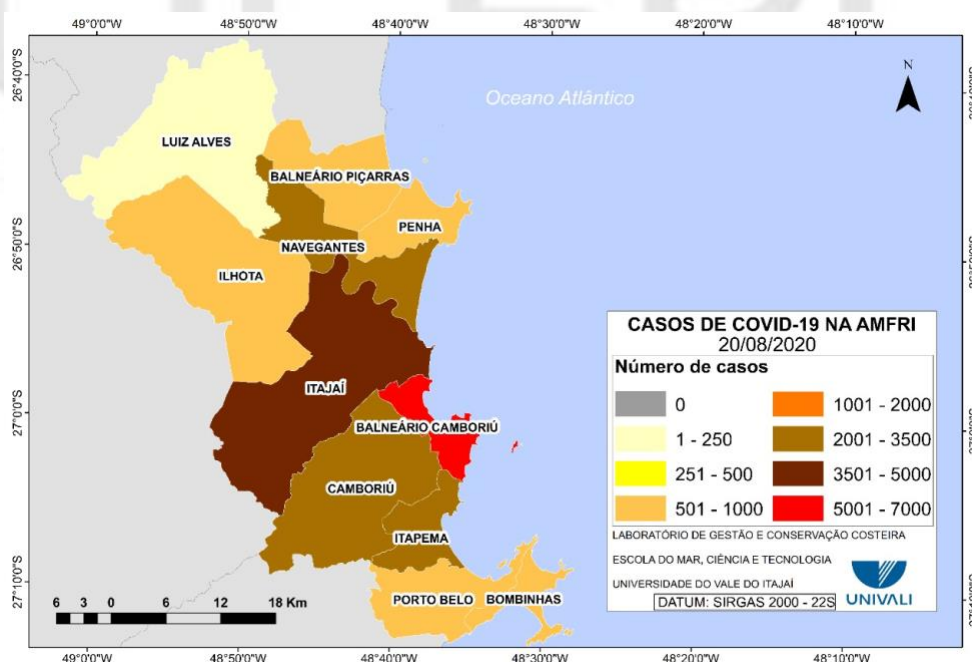 49°0'0"W 48°50'0"W 48°40'0"W 48°30'0"W 48°20'0"W 48°10'0"W
26°40'0"S
N
Oceano Atlântico
LUIZ ALVES
BALNEÁRIO PIÇARRAS
PENHA
26°50'0"S
NAVEGANTES
ILHOTA
CASOS DE COVID-19 NA AMFRI
20/08/2020
Número de casos
0
1 - 250
251 - 500
501 - 1000
1001 - 2000
2001 - 3500
3501 - 5000
5001 - 7000
ITAJAÍ
27°0'0"S
BALNEÁRIO CAMBORIÚ
CAMBORIÚ
ITAPEMA
LABORATÓRIO DE GESTÃO E CONSERVAÇÃO COSTEIRA
ESCOLA DO MAR, CIÊNCIA E TECNOLOGIA
UNIVERSIDADE DO VALE DO ITAJAÍ
UNIVALI
DATUM: SIRGAS 2000 - 22S
27°10'0"S
PORTO BELO
BOMBINHAS
6 3 0 6 12 18 Km
49°0'0"W 48°50'0"W 48°40'0"W 48°30'0"W 48°20'0"W 48°10'0"W